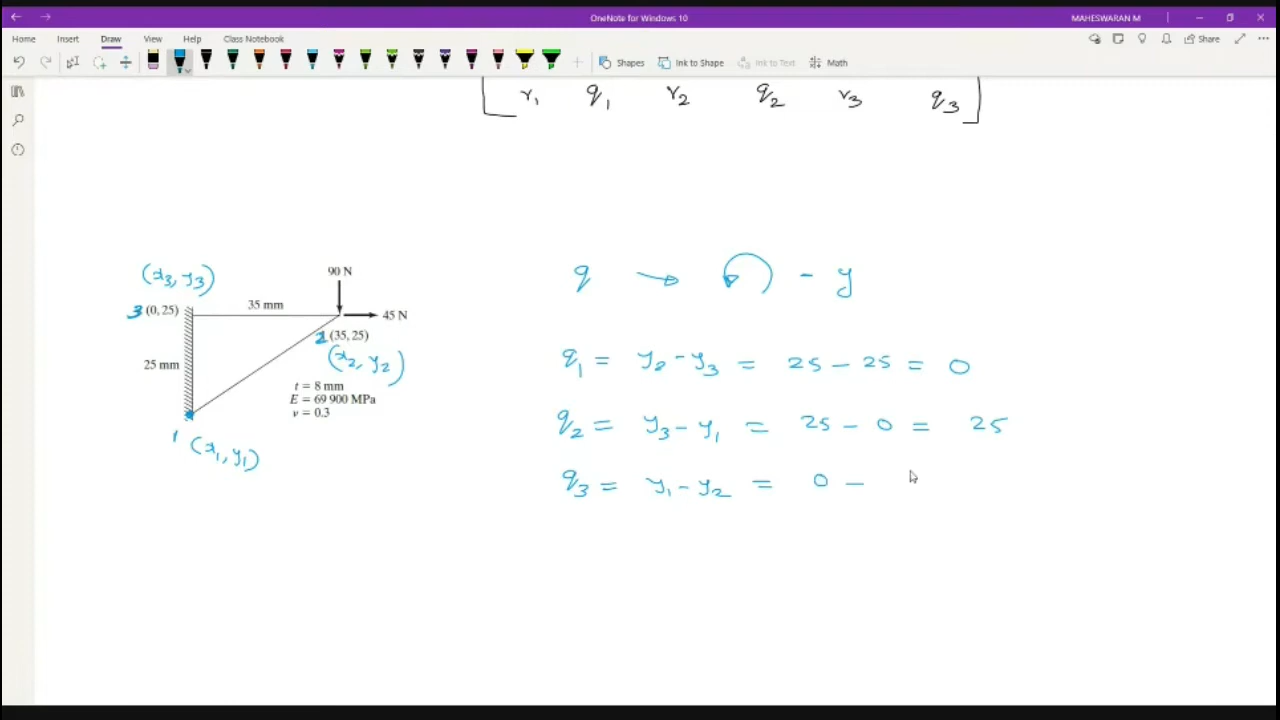 OneNote for Windows 10
MAHESWARAN M
Home Insert Draw View Help Class Notebook
Share
Shapes Ink to Shape Ink to Text Math
r₁ q₁ r₂ q₂ r₃ q₃
(x₃, y₃)
3 (0, 25)
35 mm
90 N
45 N
2 (35, 25)
(x₂, y₂)
25 mm
t = 8 mm
E = 69 900 MPa
ν = 0.3
1 (x₁, y₁)
q → - y
q₁ = y₂ - y₃ = 25 - 25 = 0
q₂ = y₃ - y₁ = 25 - 0 = 25
q₃ = y₁ - y₂ = 0 -